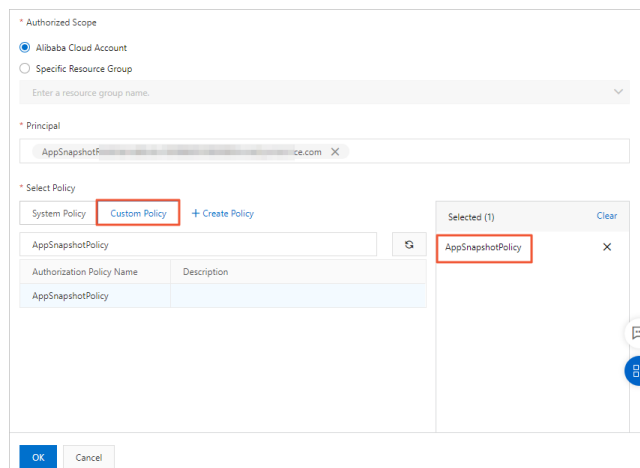 * Authorized Scope
Alibaba Cloud Account
Specific Resource Group
Enter a resource group name.
* Principal
AppSnapshot ce.com ×
* Select Policy
System Policy Custom Policy + Create Policy
AppSnapshotPolicy
Authorization Policy Name Description
AppSnapshotPolicy
Selected (1) Clear
AppSnapshotPolicy ×
OK Cancel